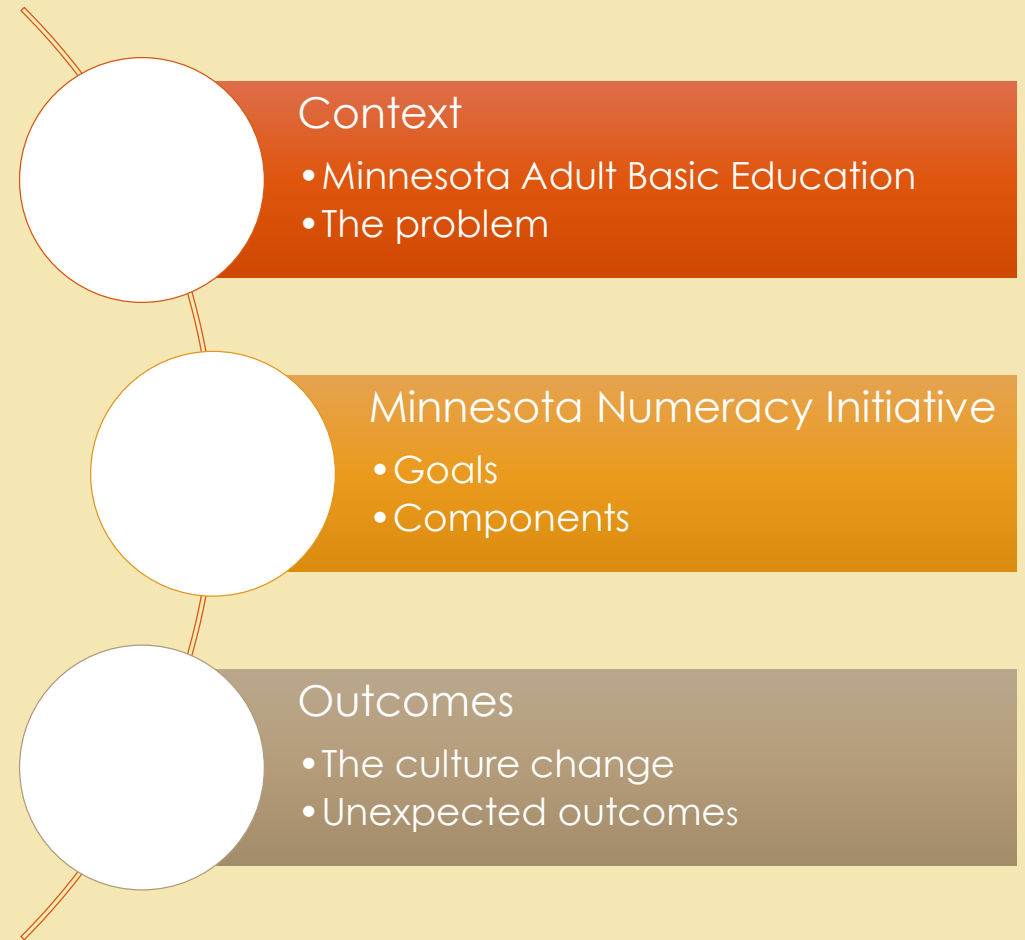 Context
•Minnesota Adult Basic Education
•The problem
Minnesota Numeracy Initiative
•Goals
•Components
Outcomes
•The culture change
•Unexpected outcomes